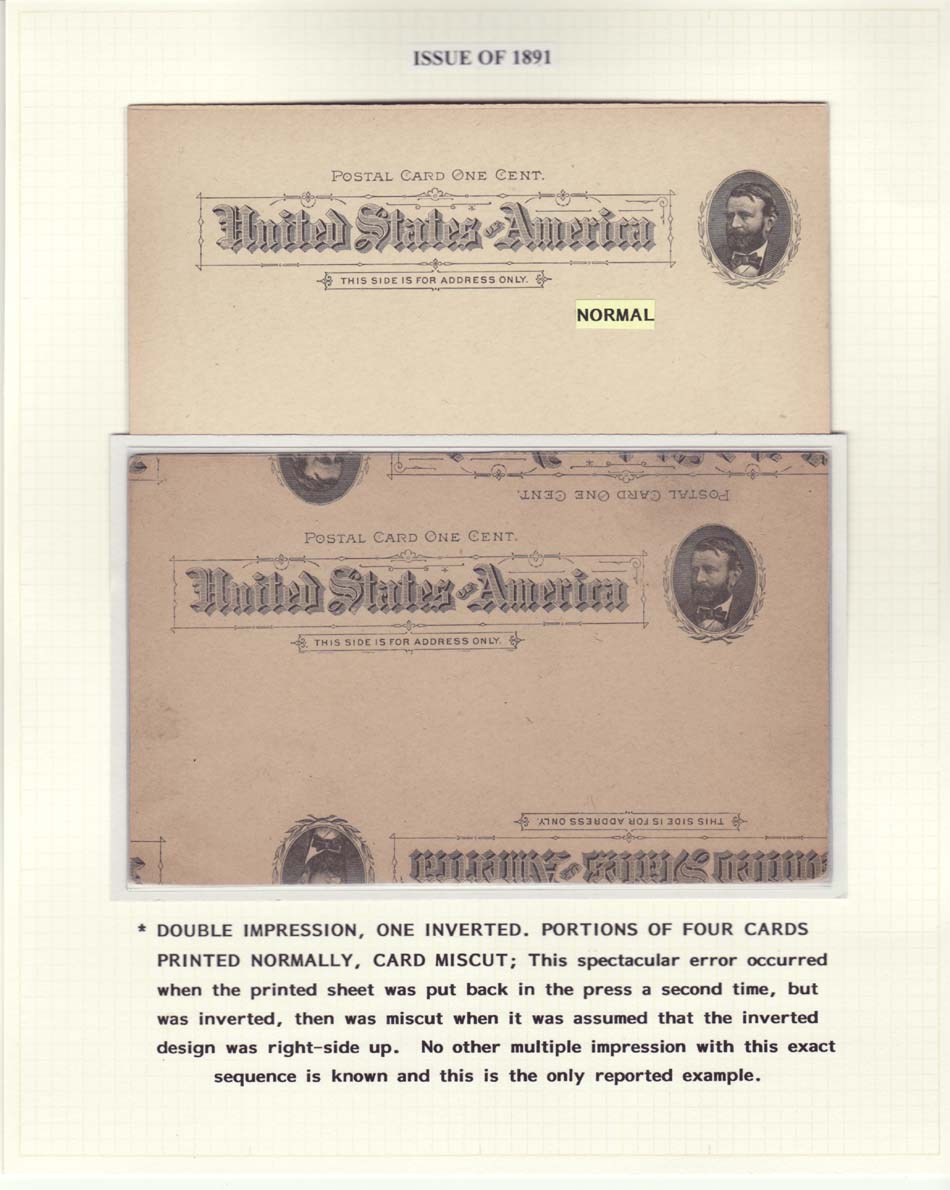 ISSUE OF 1891
POSTAL CARD ONE CENT.
United States of America
THIS SIDE IS FOR ADDRESS ONLY.
NORMAL
POSTAL CARD ONE CENT.
POSTAL CARD ONE CENT.
United States of America
THIS SIDE IS FOR ADDRESS ONLY.
THIS SIDE IS FOR ADDRESS ONLY.
States of America
* DOUBLE IMPRESSION, ONE INVERTED. PORTIONS OF FOUR CARDS
PRINTED NORMALLY, CARD MISCUT; This spectacular error occurred
when the printed sheet was put back in the press a second time, but
was inverted, then was miscut when it was assumed that the inverted
design was right-side up. No other multiple impression with this exact
sequence is known and this is the only reported example.